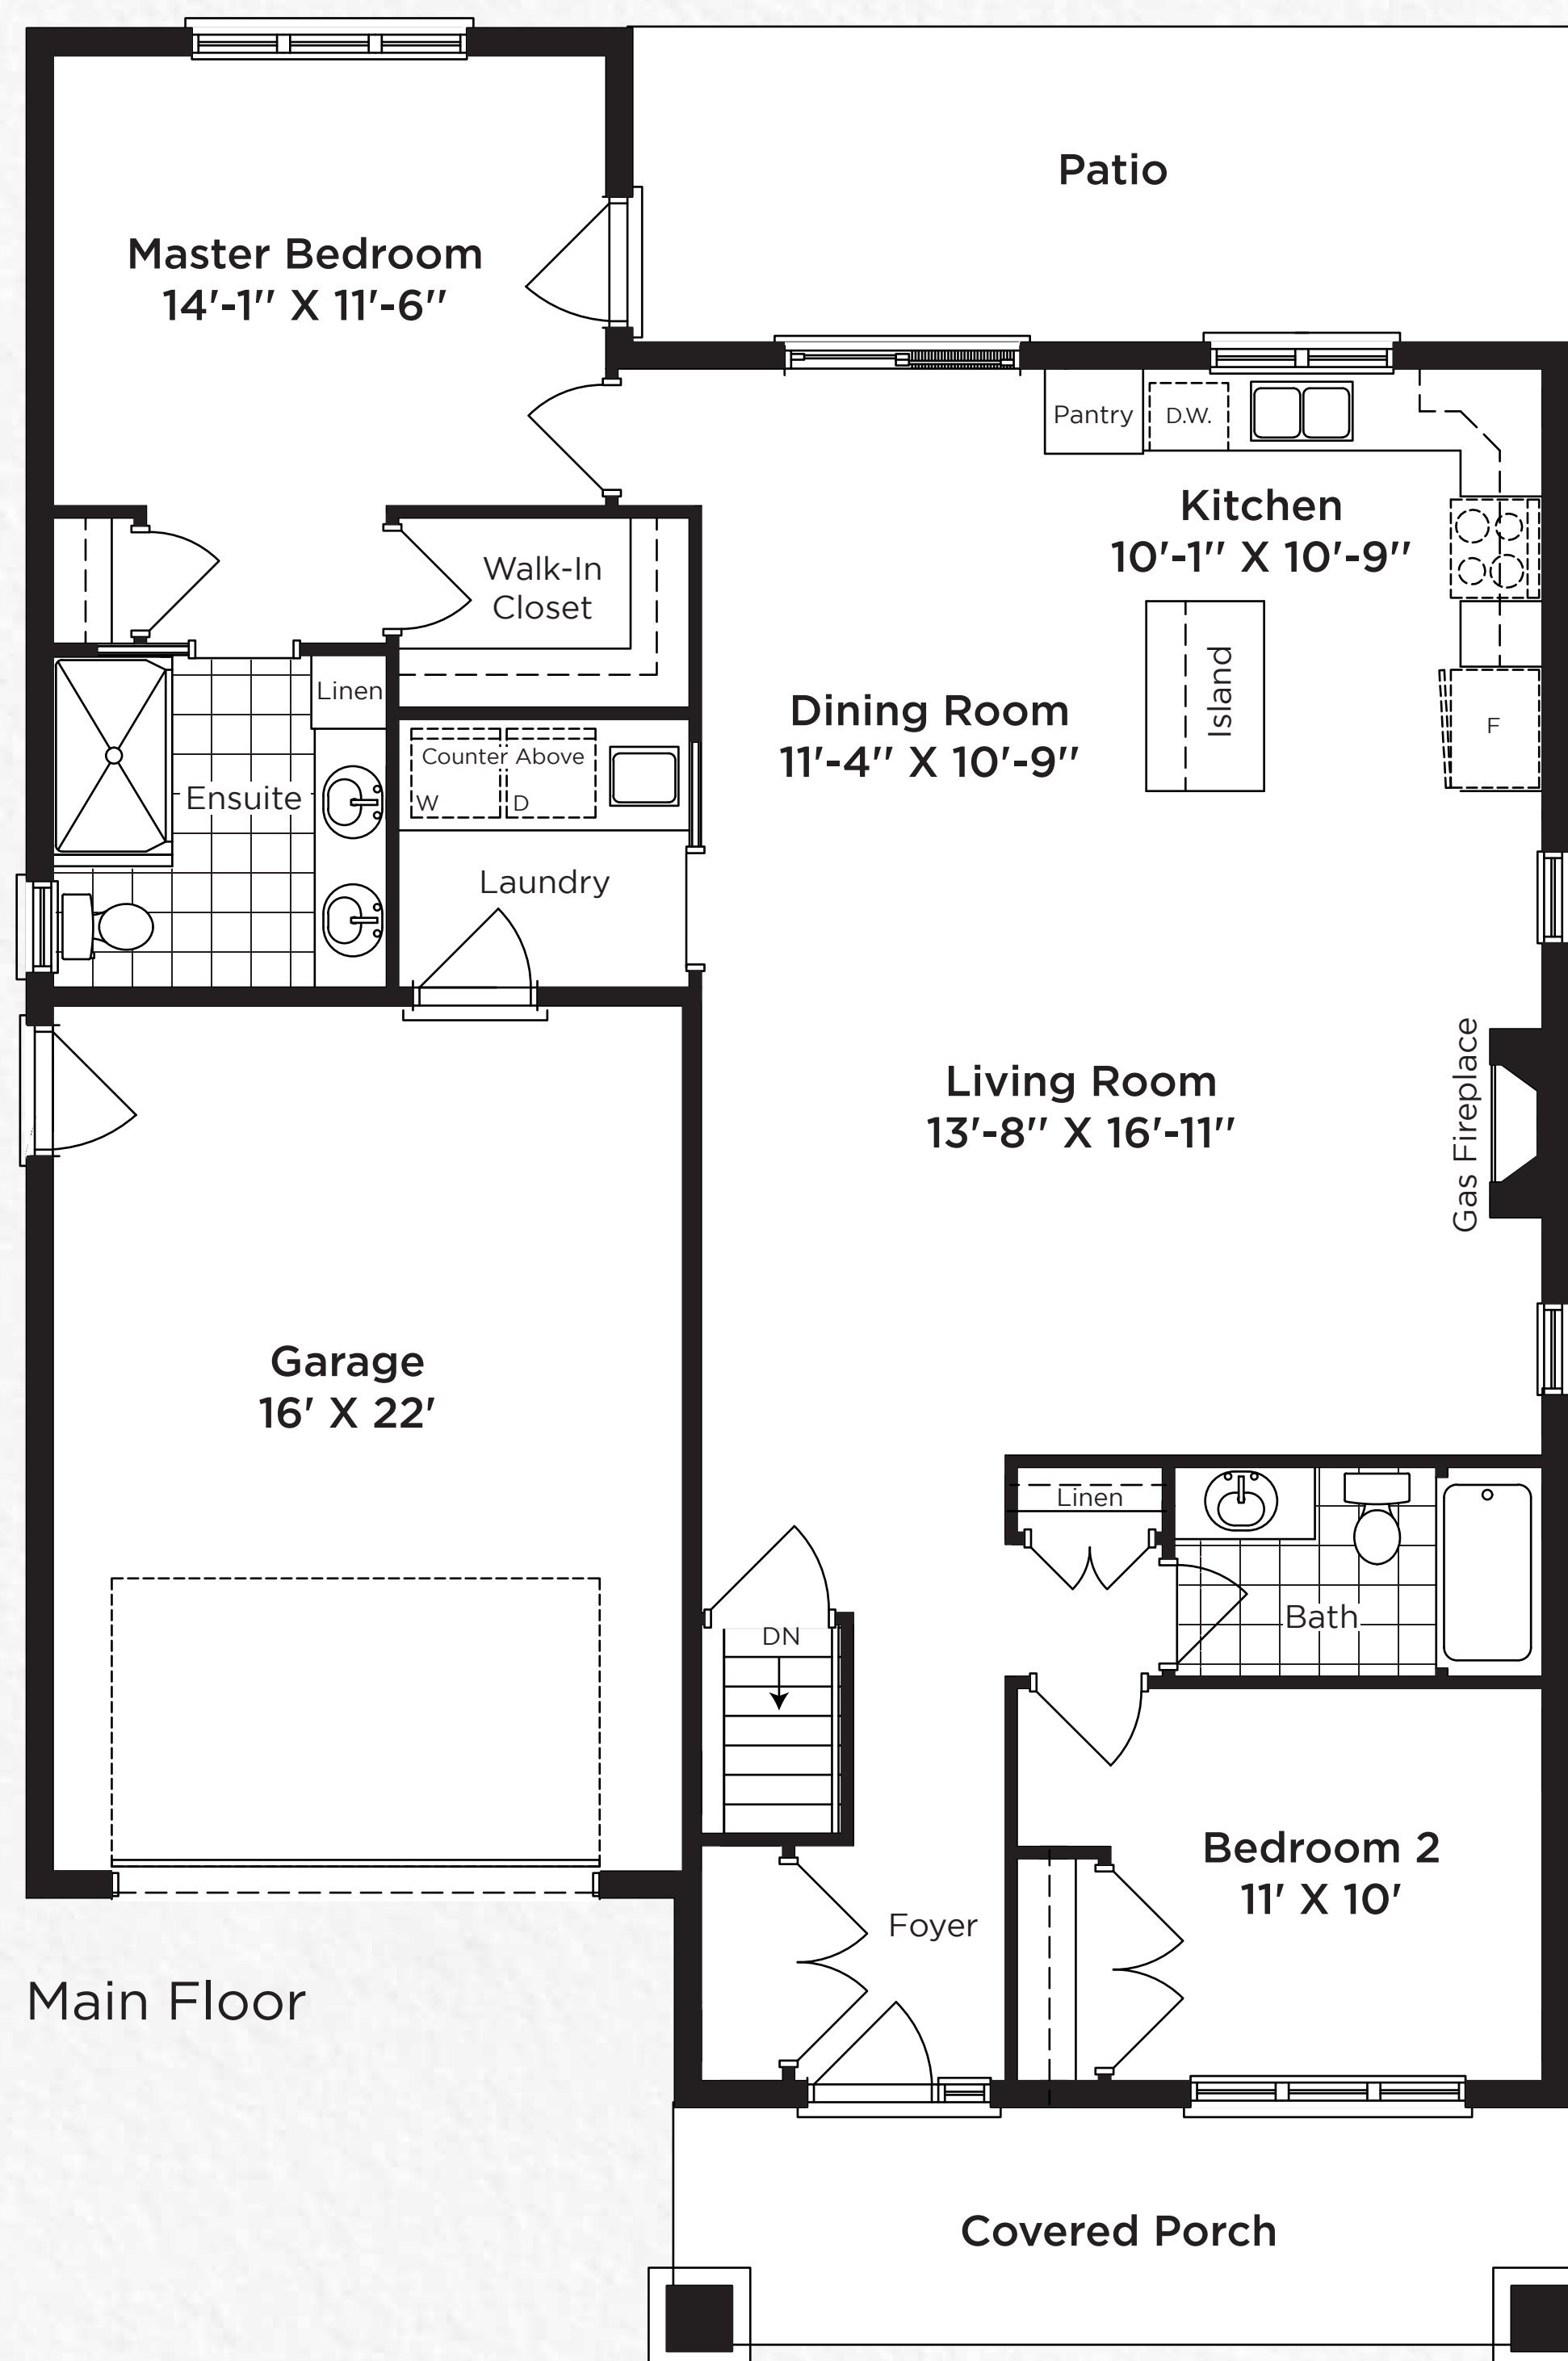 Patio
Master Bedroom
14'-1'' X 11'-6''
Pantry
D.W.
Kitchen
10'-1'' X 10'-9''
Walk-In
Closet
Island
Linen
Dining Room
11'-4'' X 10'-9''
F
Counter Above
W
D
Ensuite
Laundry
Living Room
13'-8'' X 16'-11''
Gas Fireplace
Garage
16' X 22'
Linen
Bath
DN
Bedroom 2
11' X 10'
Foyer
Main Floor
Covered Porch